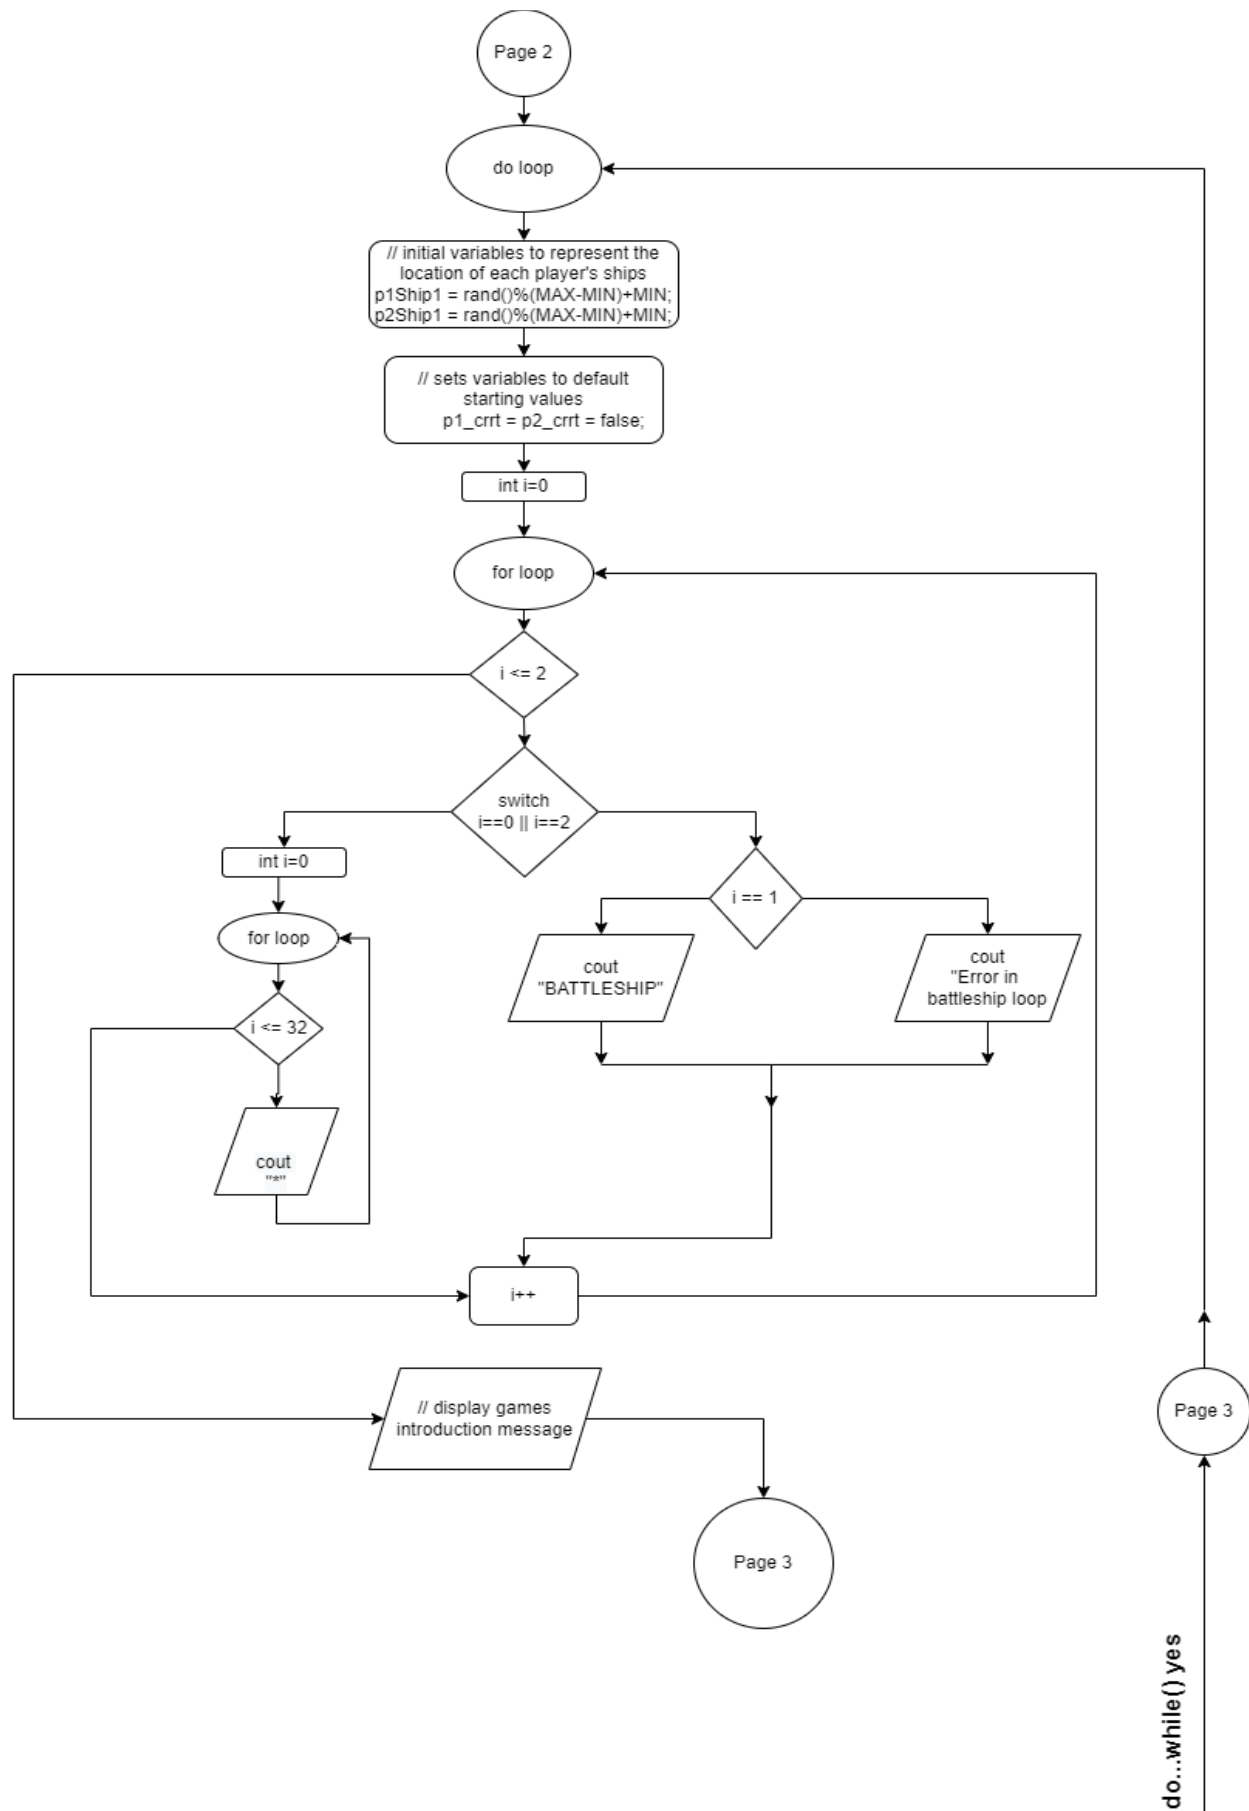 Page 2
do loop
// initial variables to represent the
location of each player's ships
p1Ship1 = rand()%(MAX-MIN)+MIN;
p2Ship1 = rand()%(MAX-MIN)+MIN;
// sets variables to default
starting values
p1_crrt = p2_crrt = false;
int i=0
for loop
i <= 2
switch
i==0 || i==2
int i=0
for loop
i <= 32
cout
"*"
i == 1
cout
"BATTLESHIP"
cout
"Error in
battleship loop
i++
// display games
introduction message
Page 3
Page 3
do...while() yes